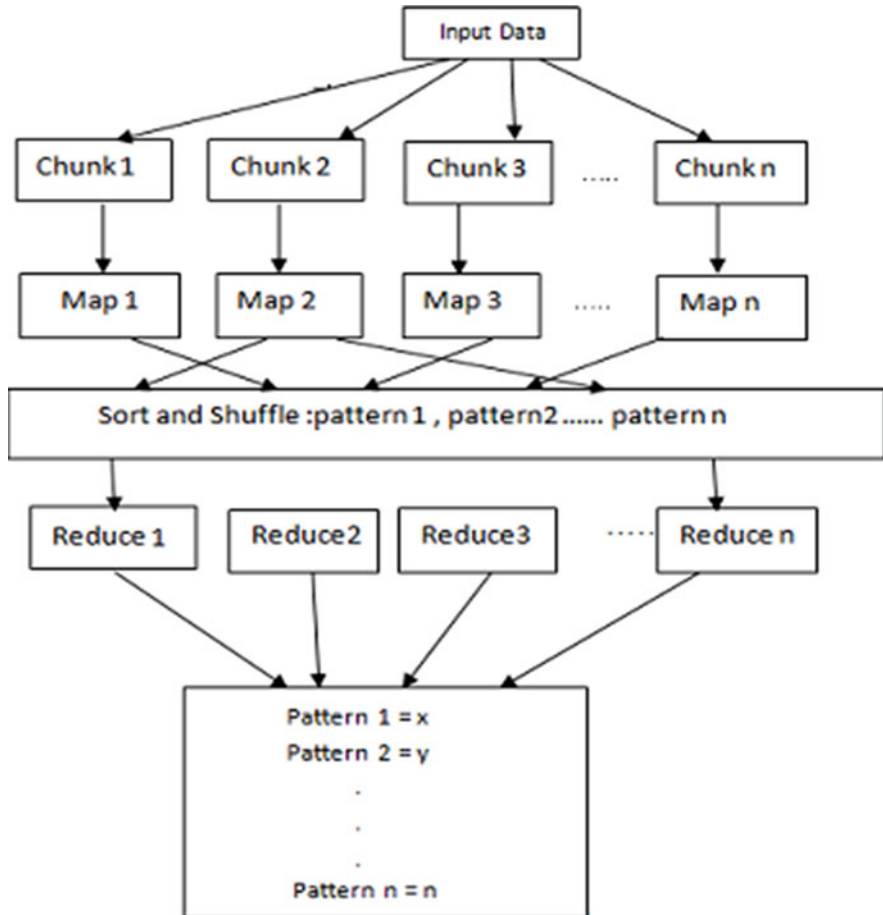 Input Data
Chunk 1 Chunk 2 Chunk 3 ..... Chunk n
Map 1 Map 2 Map 3 ..... Map n
Sort and Shuffle :pattern 1 , pattern2 ...... pattern n
Reduce 1 Reduce2 Reduce3 ..... Reduce n
Pattern 1 = x
Pattern 2 = y
.
.
.
Pattern n = n